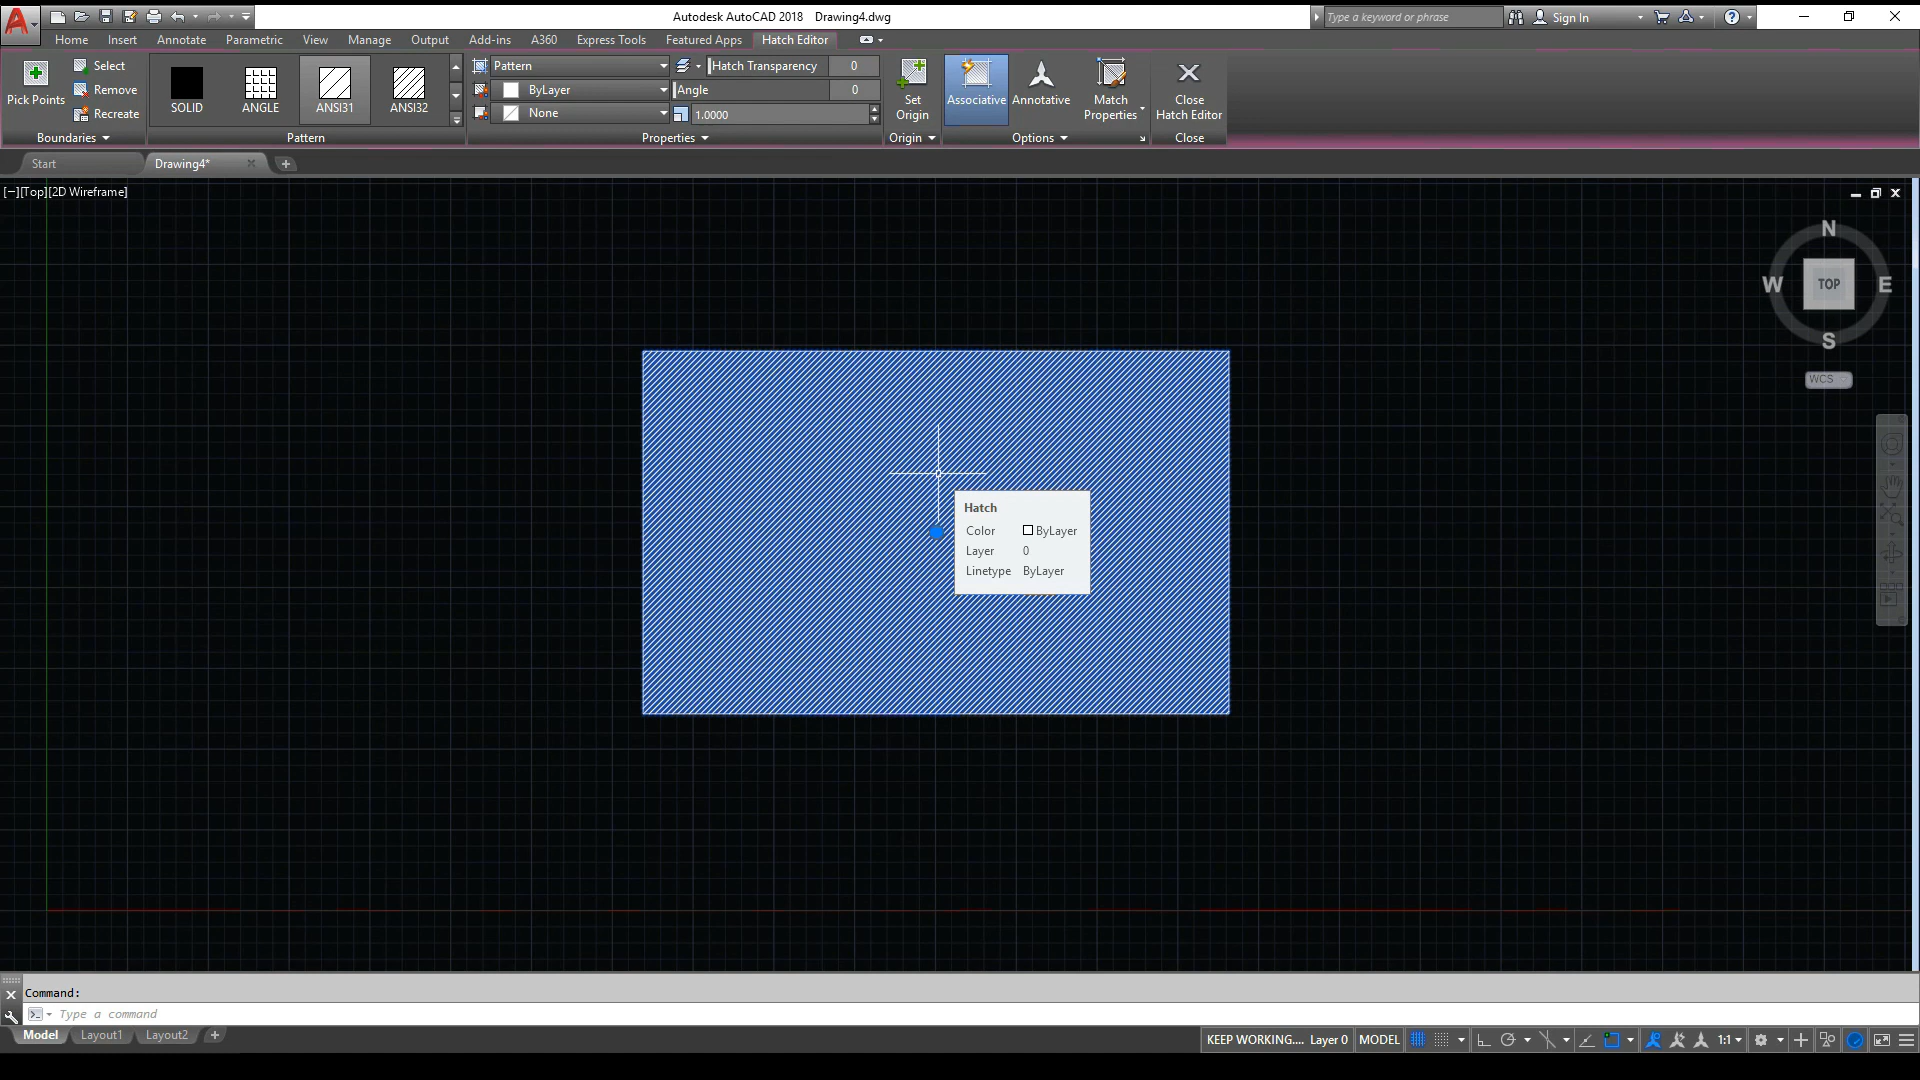 Autodesk AutoCAD 2018 Drawing4.dwg
Type a keyword or phrase
Sign In
Home Insert Annotate Parametric View Manage Output Add-ins A360 Express Tools Featured Apps Hatch Editor
Pick Points
Select
Remove
Recreate
Boundaries
SOLID
ANGLE
ANSI31
ANSI32
Pattern
Pattern
ByLayer
None
Hatch Transparency 0
Angle 0
1.0000
Properties
Set
Origin
Origin
Associative
Annotative
Match
Properties
Options
Close
Hatch Editor
Close
Start
Drawing4*
[−][Top][2D Wireframe]
N
W
TOP
E
S
WCS
Hatch
Color ByLayer
Layer 0
Linetype ByLayer
Command:
Type a command
Model Layout1 Layout2
KEEP WORKING.... Layer 0 MODEL 1:1